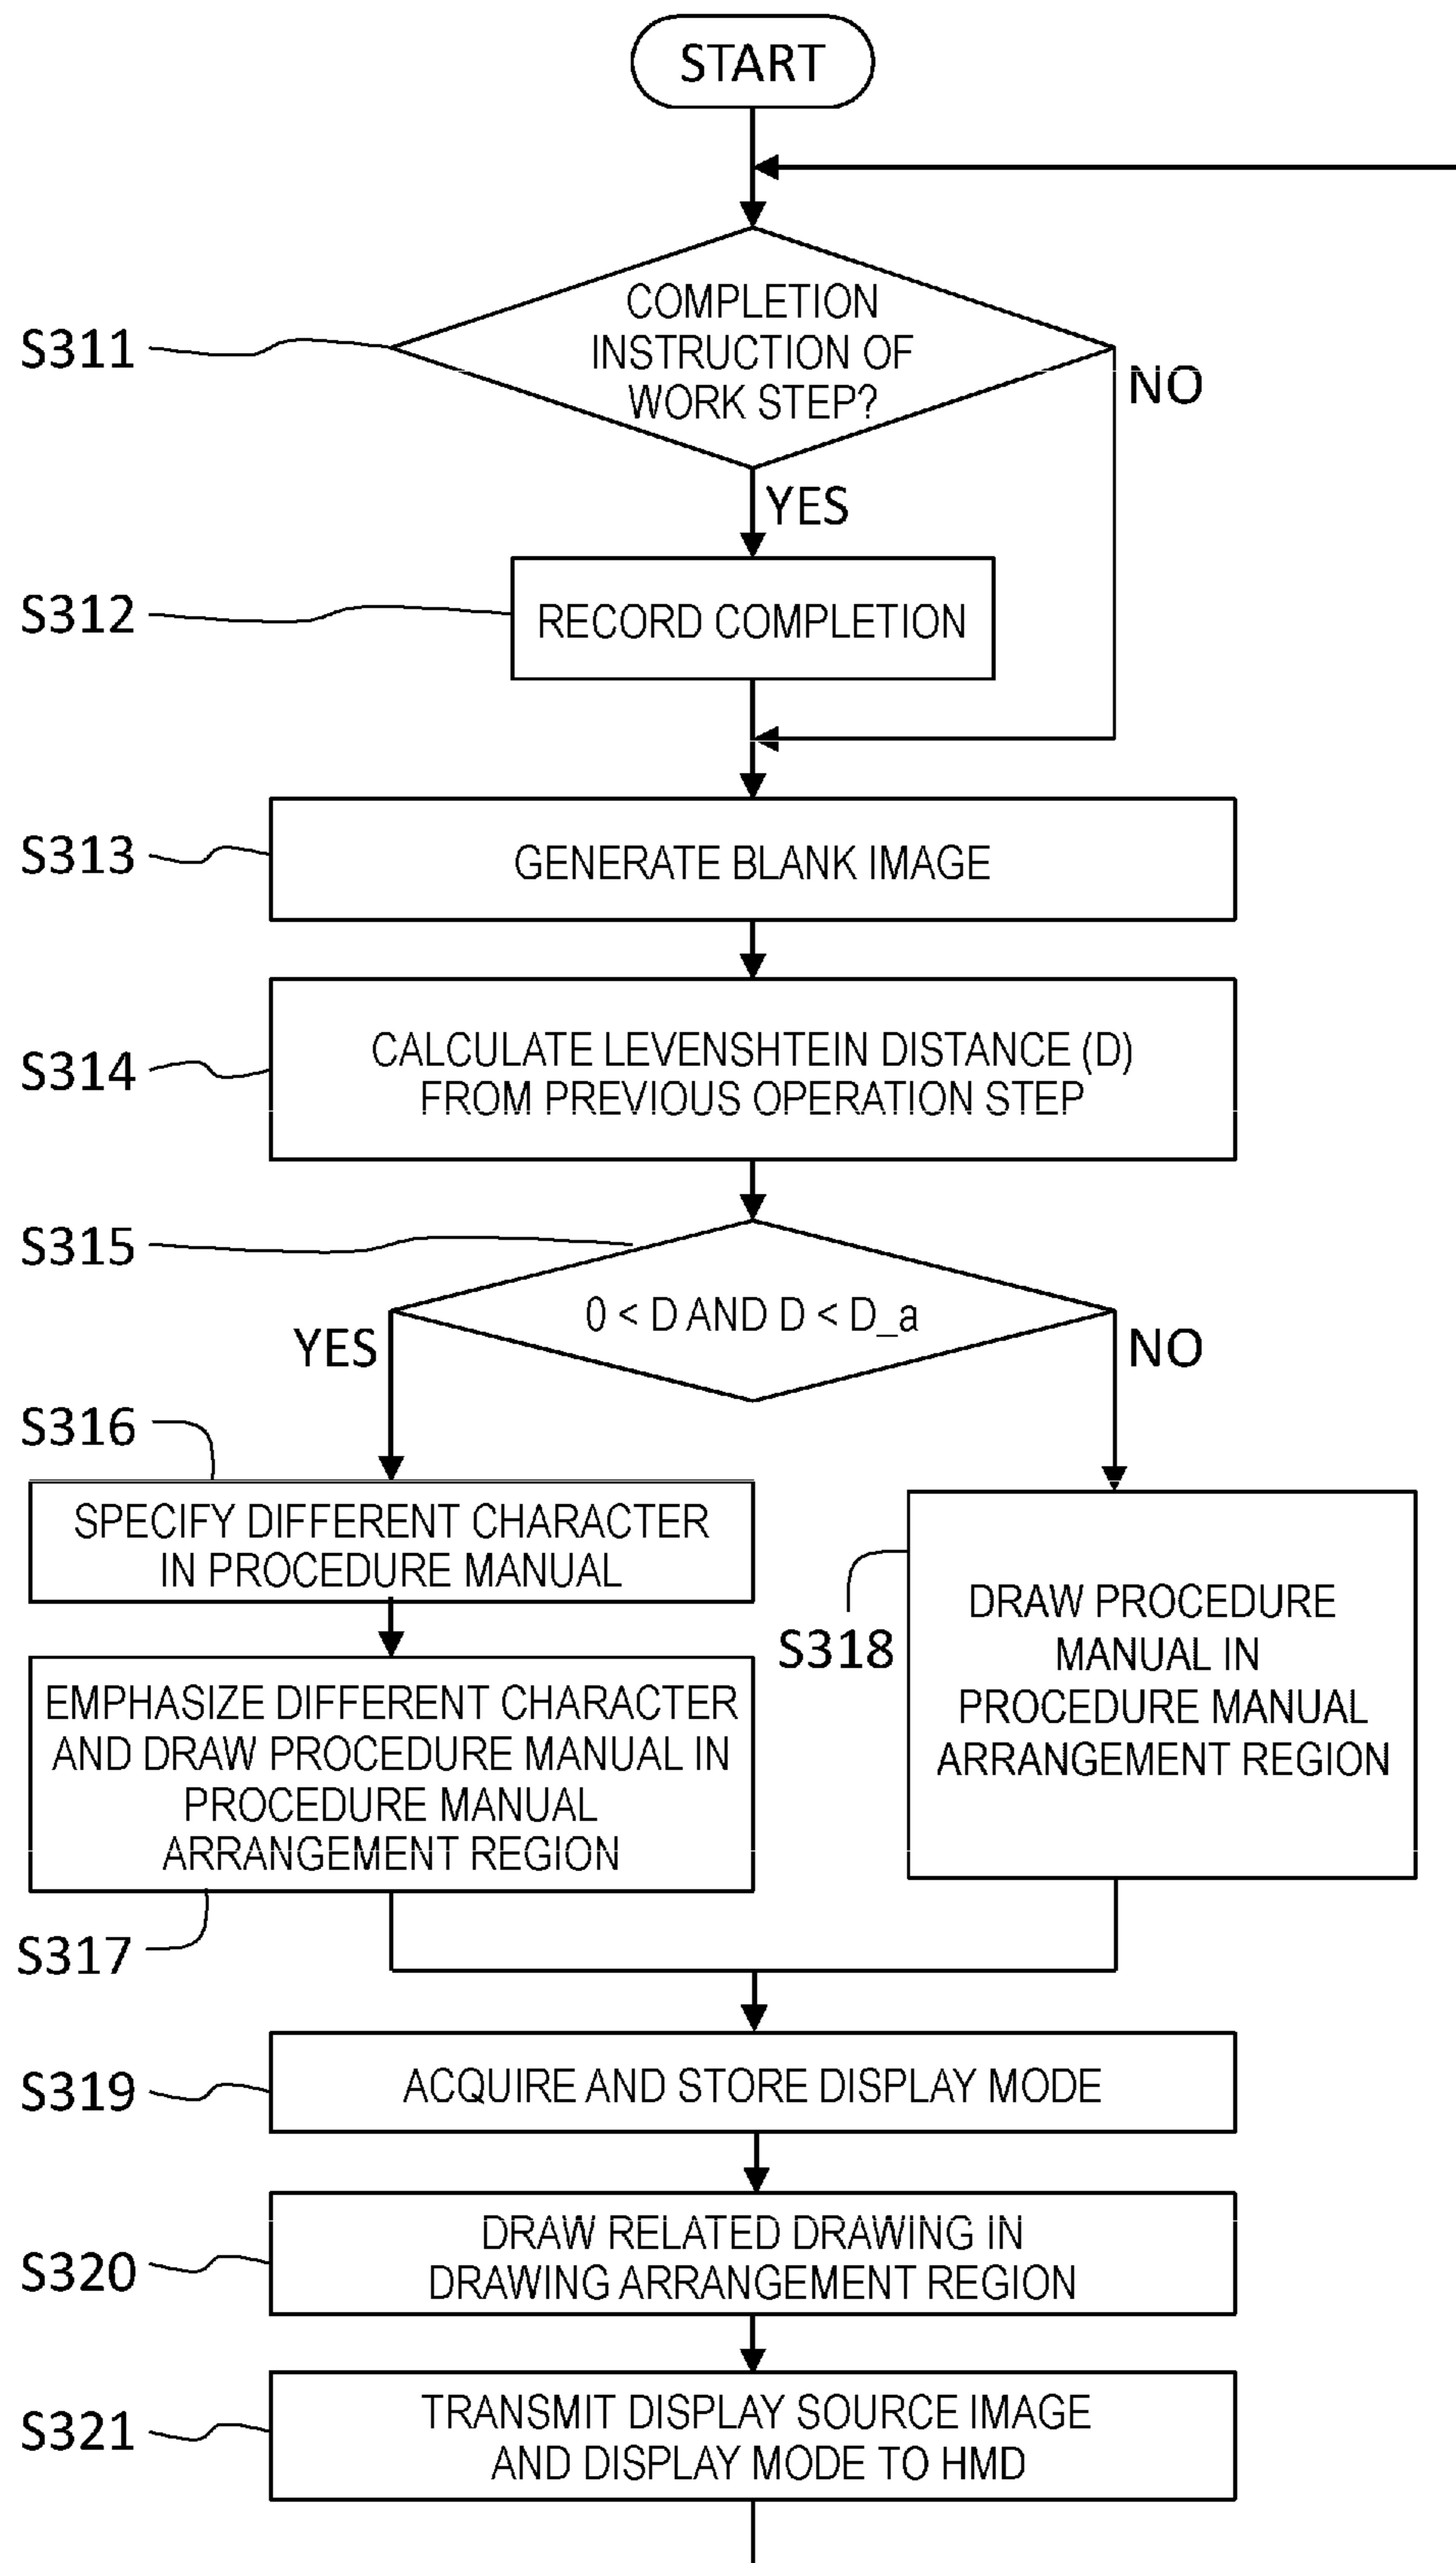 START
S311
COMPLETION
INSTRUCTION OF
WORK STEP?
NO
YES
S312
RECORD COMPLETION
S313
GENERATE BLANK IMAGE
S314
CALCULATE LEVENSHTEIN DISTANCE (D)
FROM PREVIOUS OPERATION STEP
S315
0 < D AND D < D_a
YES
NO
S316
SPECIFY DIFFERENT CHARACTER
IN PROCEDURE MANUAL
S317
EMPHASIZE DIFFERENT CHARACTER
AND DRAW PROCEDURE MANUAL IN
PROCEDURE MANUAL
ARRANGEMENT REGION
S318
DRAW PROCEDURE
MANUAL IN
PROCEDURE MANUAL
ARRANGEMENT REGION
S319
ACQUIRE AND STORE DISPLAY MODE
S320
DRAW RELATED DRAWING IN
DRAWING ARRANGEMENT REGION
S321
TRANSMIT DISPLAY SOURCE IMAGE
AND DISPLAY MODE TO HMD